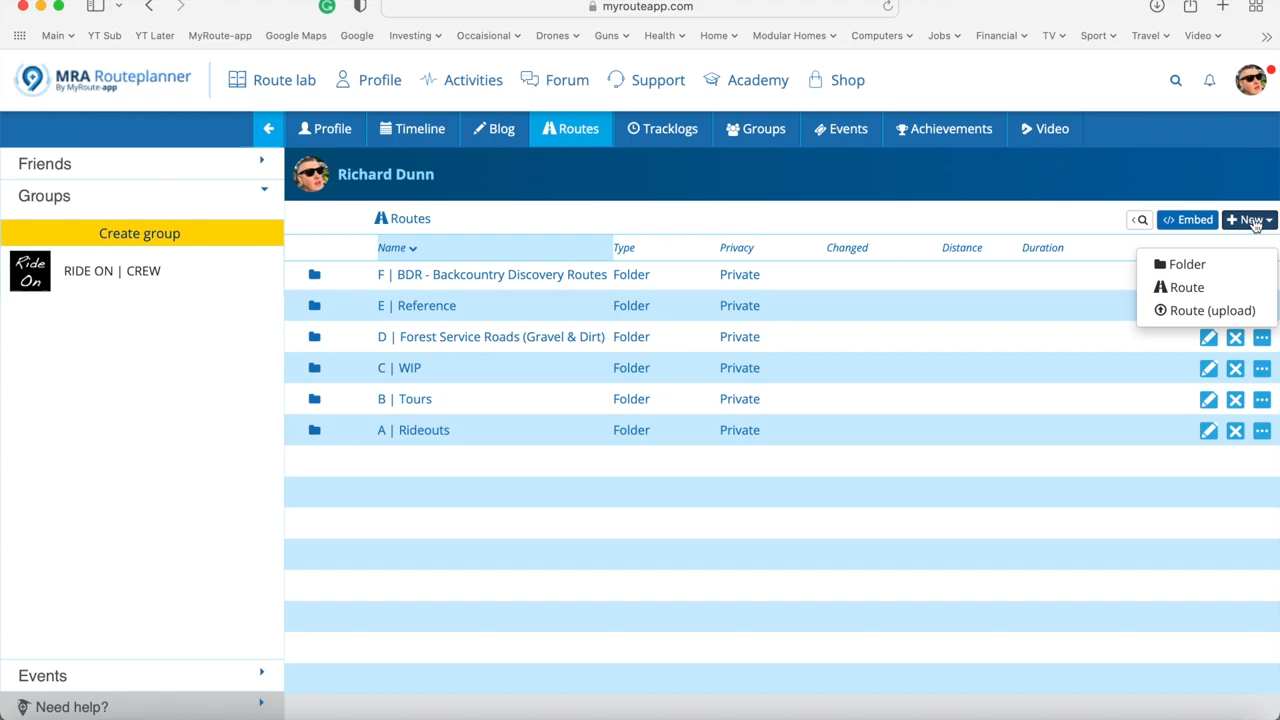 myrouteapp.com
Main YT Sub YT Later MyRoute-app Google Maps Google Investing Occaisional Drones Guns Health Home Computers Modular Homes Jobs Financial TV Sport Travel Video
MRA Routeplanner
By MyRoute-app
Route lab Profile Activities Forum Support Academy Shop
Profile Timeline Blog Routes Tracklogs Groups Events Achievements Video
Friends
Groups
Create group
Ride On
RIDE ON | CREW
Events
Need help?
Richard Dunn
Routes
Embed
+ New
Name Type Privacy Changed Distance Duration
F | BDR - Backcountry Discovery Routes Folder Private
E | Reference Folder Private
D | Forest Service Roads (Gravel & Dirt) Folder Private
C | WIP Folder Private
B | Tours Folder Private
A | Rideouts Folder Private
Folder
Route
Route (upload)